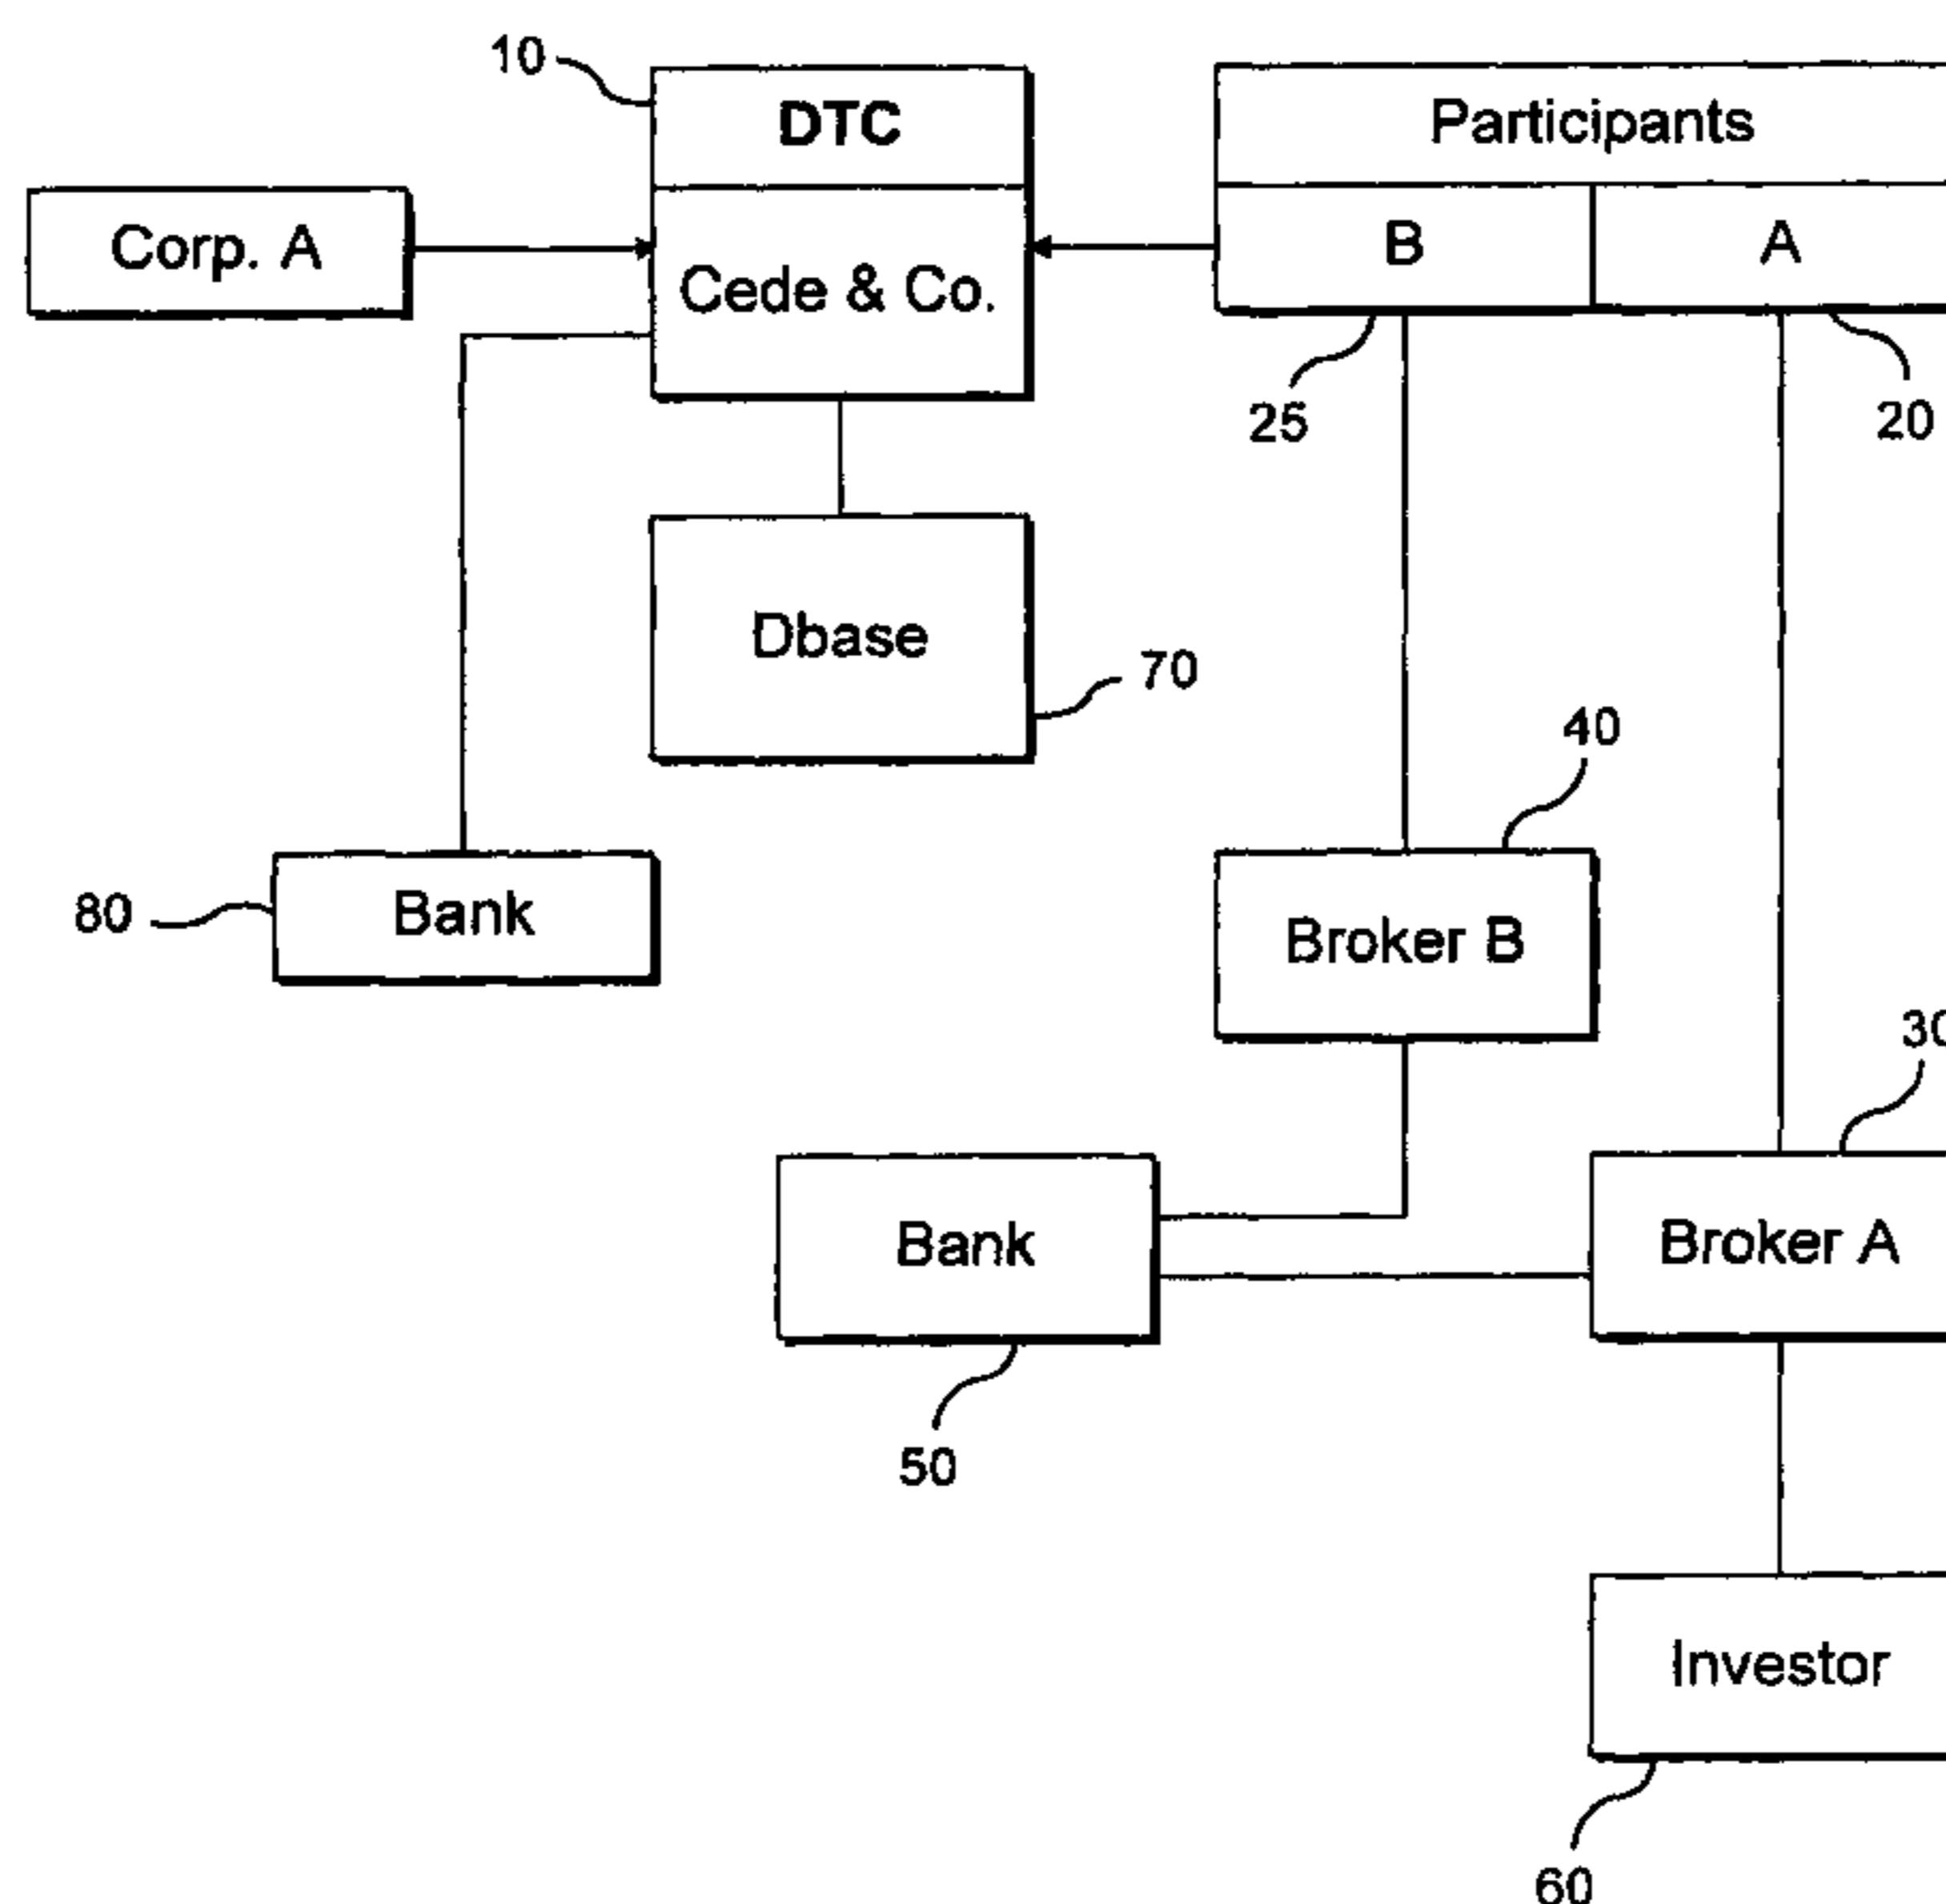 10
DTC
Participants
Corp. A
Cede & Co.
B
A
25
20
Dbase
70
40
80
Bank
Broker B
30
Bank
Broker A
50
Investor
60